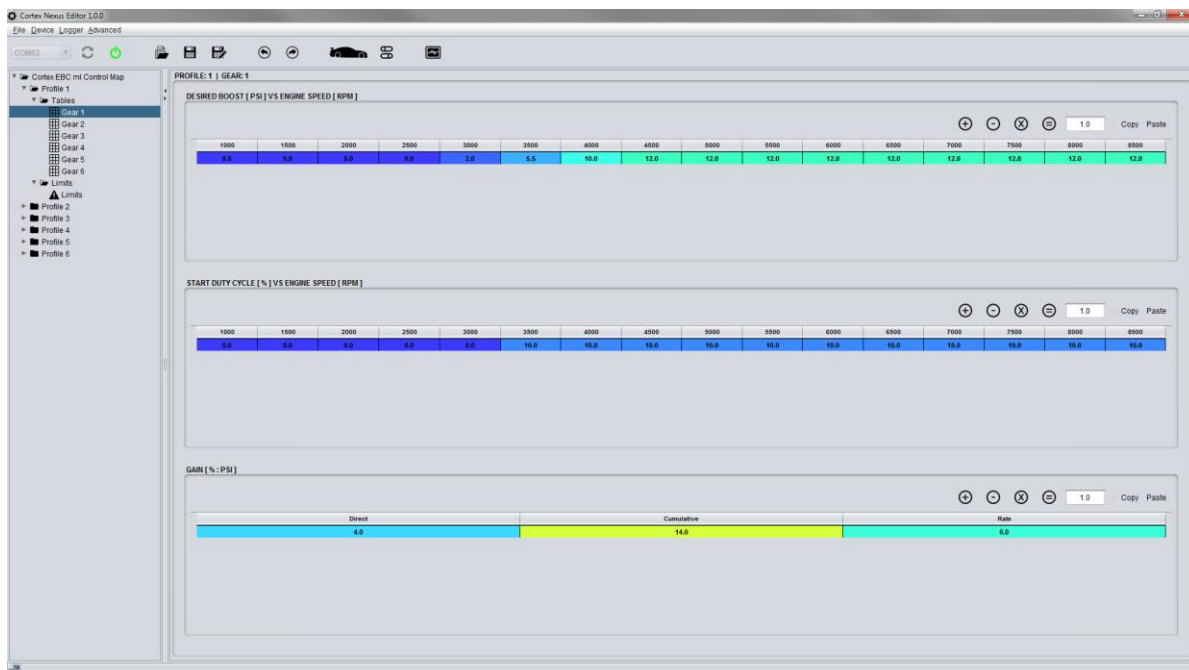 Cortex Nexus Editor 1.0.0
File Device Logger Advanced
COM62
Cortex EBC ml Control Map
Profile 1
Tables
Gear 1
Gear 2
Gear 3
Gear 4
Gear 5
Gear 6
Limits
Limits
Profile 2
Profile 3
Profile 4
Profile 5
Profile 6
PROFILE: 1 | GEAR: 1
DESIRED BOOST [ PSI ] VS ENGINE SPEED [ RPM ]
1.0 Copy Paste
1000 1500 2000 2500 3000 3500 4000 4500 5000 5500 6000 6500 7000 7500 8000 8500
0.0 0.0 0.0 0.0 2.0 5.5 10.0 12.0 12.0 12.0 12.0 12.0 12.0 12.0 12.0 12.0
START DUTY CYCLE [ % ] VS ENGINE SPEED [ RPM ]
1.0 Copy Paste
1000 1500 2000 2500 3000 3500 4000 4500 5000 5500 6000 6500 7000 7500 8000 8500
0.0 0.0 0.0 0.0 0.0 10.0 10.0 10.0 10.0 10.0 10.0 10.0 10.0 10.0 10.0 10.0
GAIN [ % : PSI ]
1.0 Copy Paste
Direct Cumulative Rate
4.0 14.0 6.0